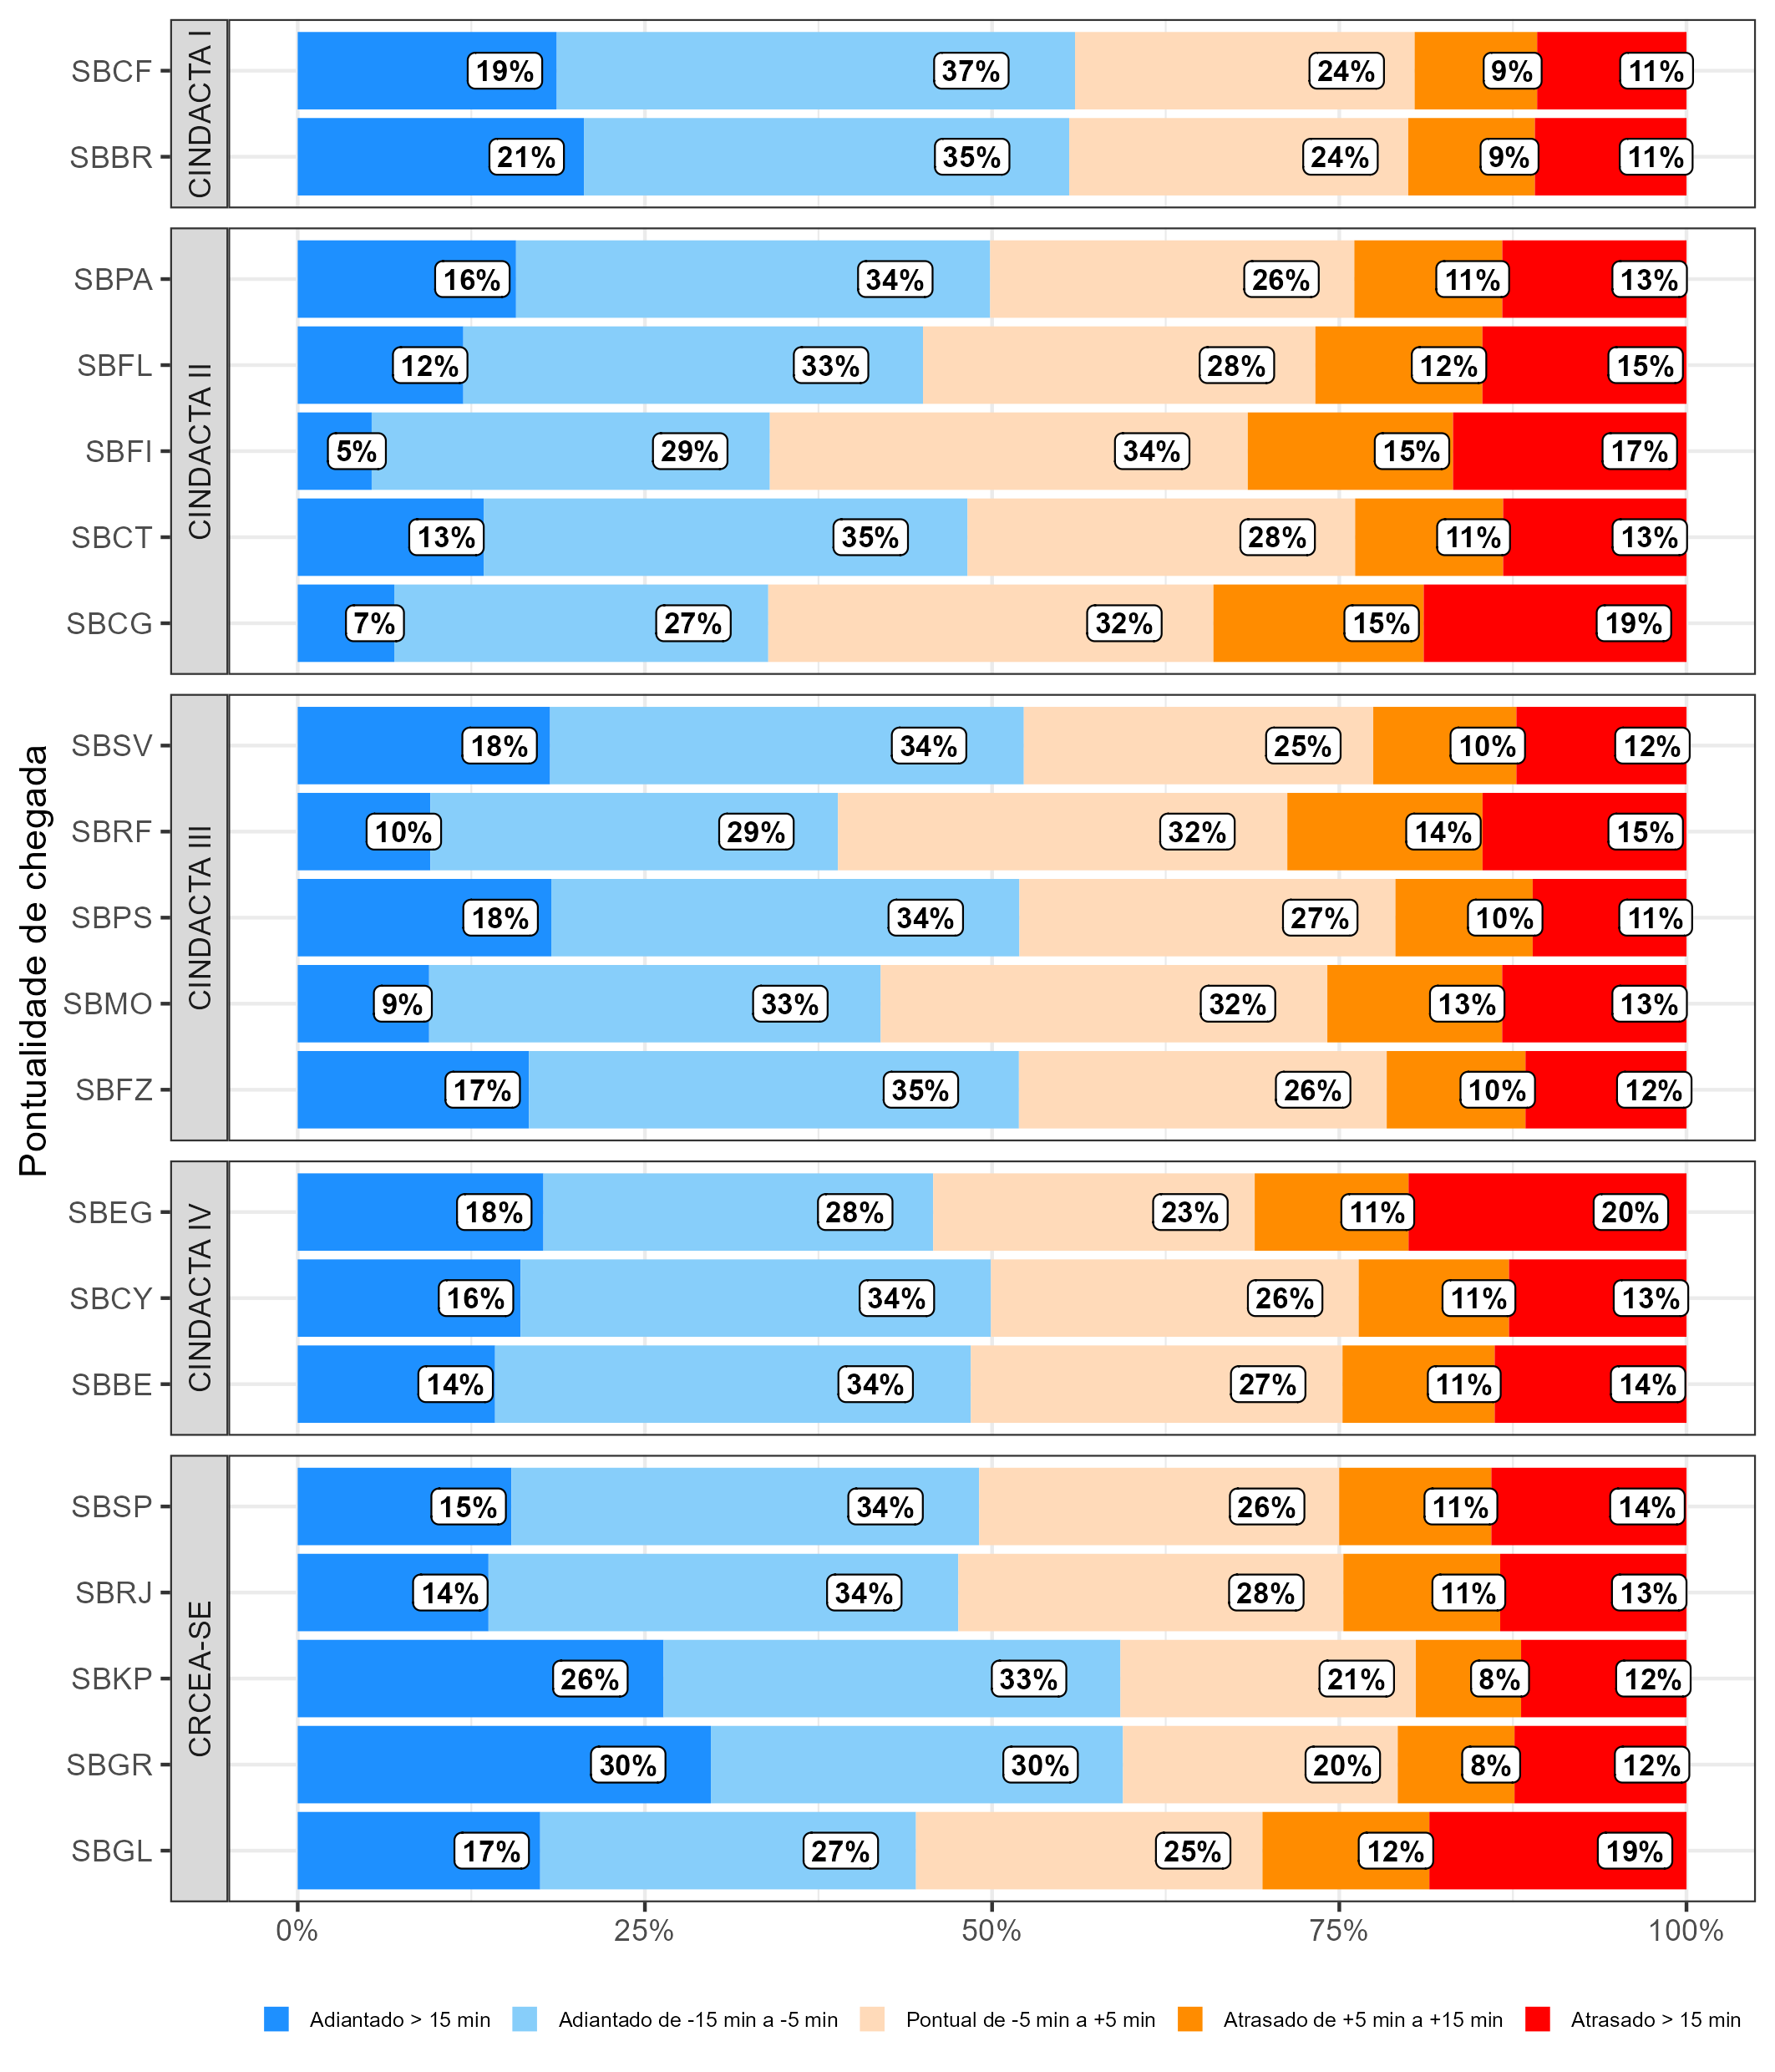 Pontualidade de chegada
CINDACTA I
SBCF 19% 37% 24% 9% 11%
SBBR 21% 35% 24% 9% 11%
CINDACTA II
SBPA 16% 34% 26% 11% 13%
SBFL 12% 33% 28% 12% 15%
SBFI 5% 29% 34% 15% 17%
SBCT 13% 35% 28% 11% 13%
SBCG 7% 27% 32% 15% 19%
CINDACTA III
SBSV 18% 34% 25% 10% 12%
SBRF 10% 29% 32% 14% 15%
SBPS 18% 34% 27% 10% 11%
SBMO 9% 33% 32% 13% 13%
SBFZ 17% 35% 26% 10% 12%
CINDACTA IV
SBEG 18% 28% 23% 11% 20%
SBCY 16% 34% 26% 11% 13%
SBBE 14% 34% 27% 11% 14%
CRCEA-SE
SBSP 15% 34% 26% 11% 14%
SBRJ 14% 34% 28% 11% 13%
SBKP 26% 33% 21% 8% 12%
SBGR 30% 30% 20% 8% 12%
SBGL 17% 27% 25% 12% 19%
0% 25% 50% 75% 100%
Adiantado > 15 min Adiantado de -15 min a -5 min Pontual de -5 min a +5 min Atrasado de +5 min a +15 min Atrasado > 15 min